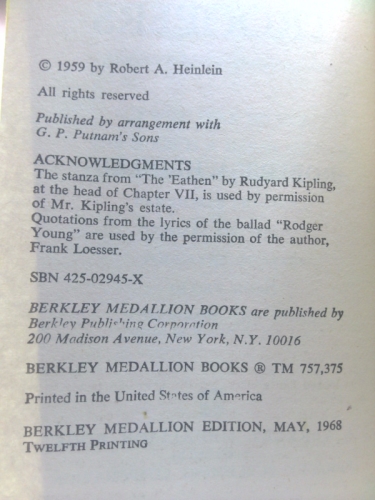 © 1959 by Robert A. Heinlein
All rights reserved
Published by arrangement with
G. P. Putnam's Sons
ACKNOWLEDGMENTS
The stanza from "The 'Eathen" by Rudyard Kipling,
at the head of Chapter VII, is used by permission
of Mr. Kipling's estate.
Quotations from the lyrics of the ballad "Rodger
Young" are used by the permission of the author,
Frank Loesser.
SBN 425-02945-X
BERKLEY MEDALLION BOOKS are published by
Berkley Publishing Corporation
200 Madison Avenue, New York, N.Y. 10016
BERKLEY MEDALLION BOOKS ® TM 757,375
Printed in the United States of America
BERKLEY MEDALLION EDITION, MAY, 1968
TWELFTH PRINTING